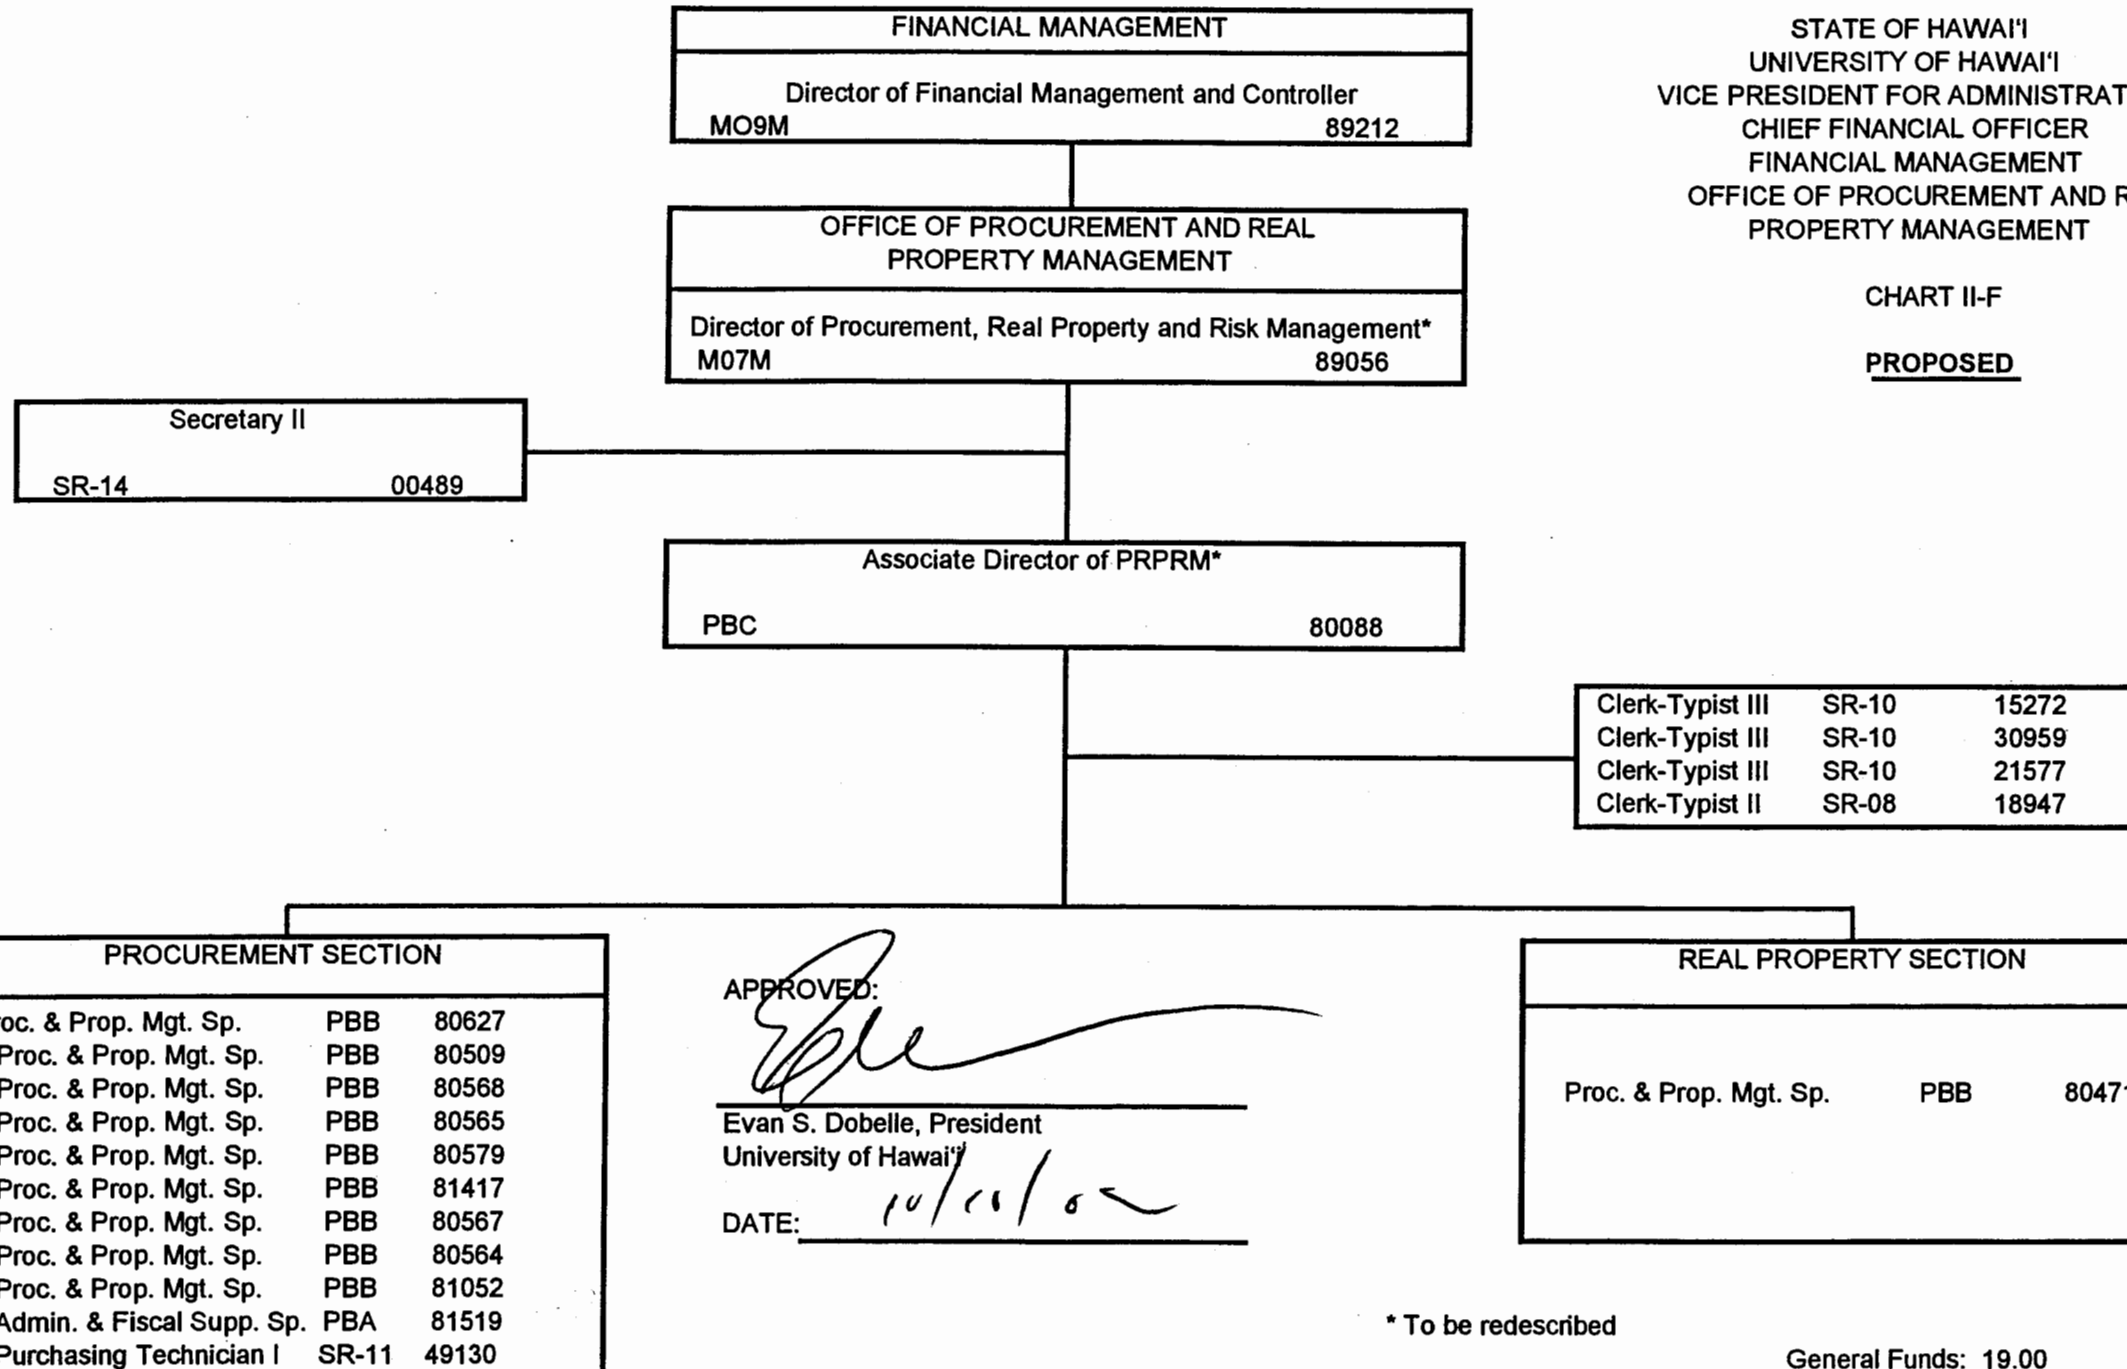 FINANCIAL MANAGEMENT
Director of Financial Management and Controller
MO9M 89212
STATE OF HAWAI‘I
UNIVERSITY OF HAWAI‘I
VICE PRESIDENT FOR ADMINISTRAT
CHIEF FINANCIAL OFFICER
FINANCIAL MANAGEMENT
OFFICE OF PROCUREMENT AND R
PROPERTY MANAGEMENT
CHART II-F
PROPOSED
OFFICE OF PROCUREMENT AND REAL
PROPERTY MANAGEMENT
Director of Procurement, Real Property and Risk Management*
M07M 89056
Secretary II
SR-14 00489
Associate Director of PRPRM*
PBC 80088
Clerk-Typist III SR-10 15272
Clerk-Typist III SR-10 30959
Clerk-Typist III SR-10 21577
Clerk-Typist II SR-08 18947
PROCUREMENT SECTION
roc. & Prop. Mgt. Sp. PBB 80627
Proc. & Prop. Mgt. Sp. PBB 80509
Proc. & Prop. Mgt. Sp. PBB 80568
Proc. & Prop. Mgt. Sp. PBB 80565
Proc. & Prop. Mgt. Sp. PBB 80579
Proc. & Prop. Mgt. Sp. PBB 81417
Proc. & Prop. Mgt. Sp. PBB 80567
Proc. & Prop. Mgt. Sp. PBB 80564
Proc. & Prop. Mgt. Sp. PBB 81052
Admin. & Fiscal Supp. Sp. PBA 81519
Purchasing Technician I SR-11 49130
APPROVED:
Evan S. Dobelle, President
University of Hawai‘i
DATE:
REAL PROPERTY SECTION
Proc. & Prop. Mgt. Sp. PBB 80471
* To be redescribed
General Funds: 19.00